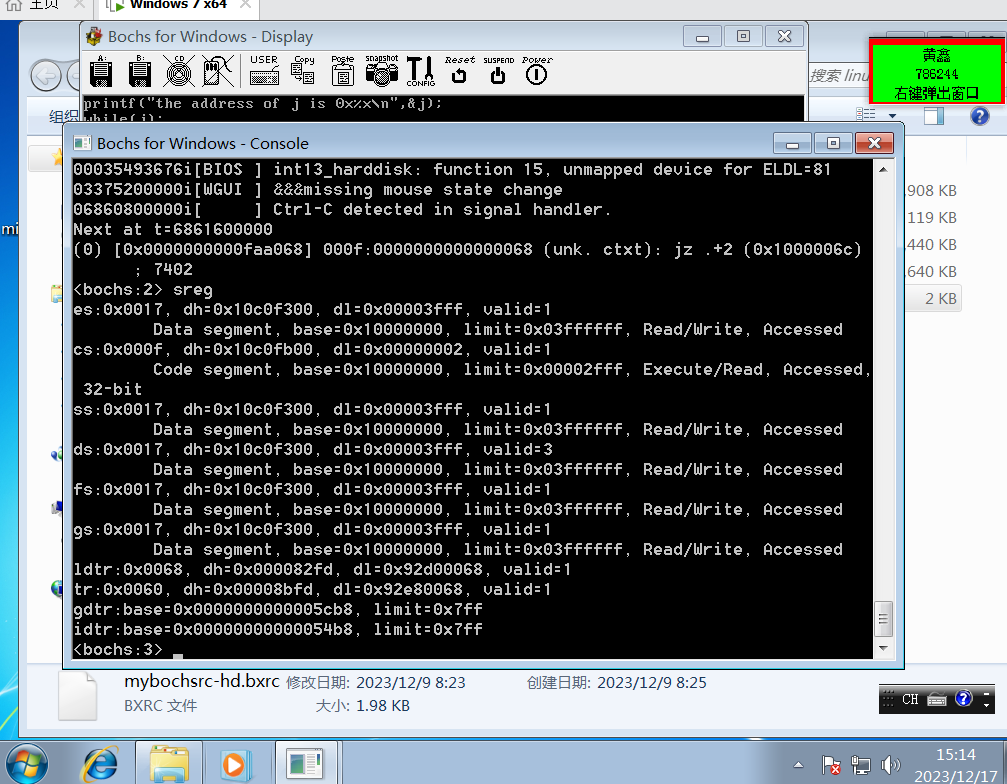 主页
Windows 7 x64
Bochs for Windows - Display
A:
B:
CD
USER
Copy
Paste
snapshot
CONFIG
Reset
SUSPEND
Power
黄鑫
786244
右键弹出窗口
搜索 linu
printf("the address of j is 0x%x\n",&j);
while(j);
组织
Bochs for Windows - Console
00035493676i[BIOS ] int13_harddisk: function 15, unmapped device for ELDL=81
03375200000i[WGUI ] &&&missing mouse state change
06860800000i[      ] Ctrl-C detected in signal handler.
Next at t=6861600000
(0) [0x0000000000faa068] 000f:0000000000000068 (unk. ctxt): jz .+2 (0x1000006c)
; 7402
<bochs:2> sreg
es:0x0017, dh=0x10c0f300, dl=0x00003fff, valid=1
Data segment, base=0x10000000, limit=0x03ffffff, Read/Write, Accessed
cs:0x000f, dh=0x10c0fb00, dl=0x00000002, valid=1
Code segment, base=0x10000000, limit=0x00002fff, Execute/Read, Accessed,
32-bit
ss:0x0017, dh=0x10c0f300, dl=0x00003fff, valid=1
Data segment, base=0x10000000, limit=0x03ffffff, Read/Write, Accessed
ds:0x0017, dh=0x10c0f300, dl=0x00003fff, valid=3
Data segment, base=0x10000000, limit=0x03ffffff, Read/Write, Accessed
fs:0x0017, dh=0x10c0f300, dl=0x00003fff, valid=1
Data segment, base=0x10000000, limit=0x03ffffff, Read/Write, Accessed
gs:0x0017, dh=0x10c0f300, dl=0x00003fff, valid=1
Data segment, base=0x10000000, limit=0x03ffffff, Read/Write, Accessed
ldtr:0x0068, dh=0x000082fd, dl=0x92d00068, valid=1
tr:0x0060, dh=0x00008bfd, dl=0x92e80068, valid=1
gdtr:base=0x0000000000005cb8, limit=0x7ff
idtr:base=0x00000000000054b8, limit=0x7ff
<bochs:3>
,908 KB
119 KB
,440 KB
,640 KB
2 KB
mi
mybochsrc-hd.bxrc 修改日期: 2023/12/9 8:23 创建日期: 2023/12/9 8:25
BXRC 文件 大小: 1.98 KB
CH
15:14
2023/12/17